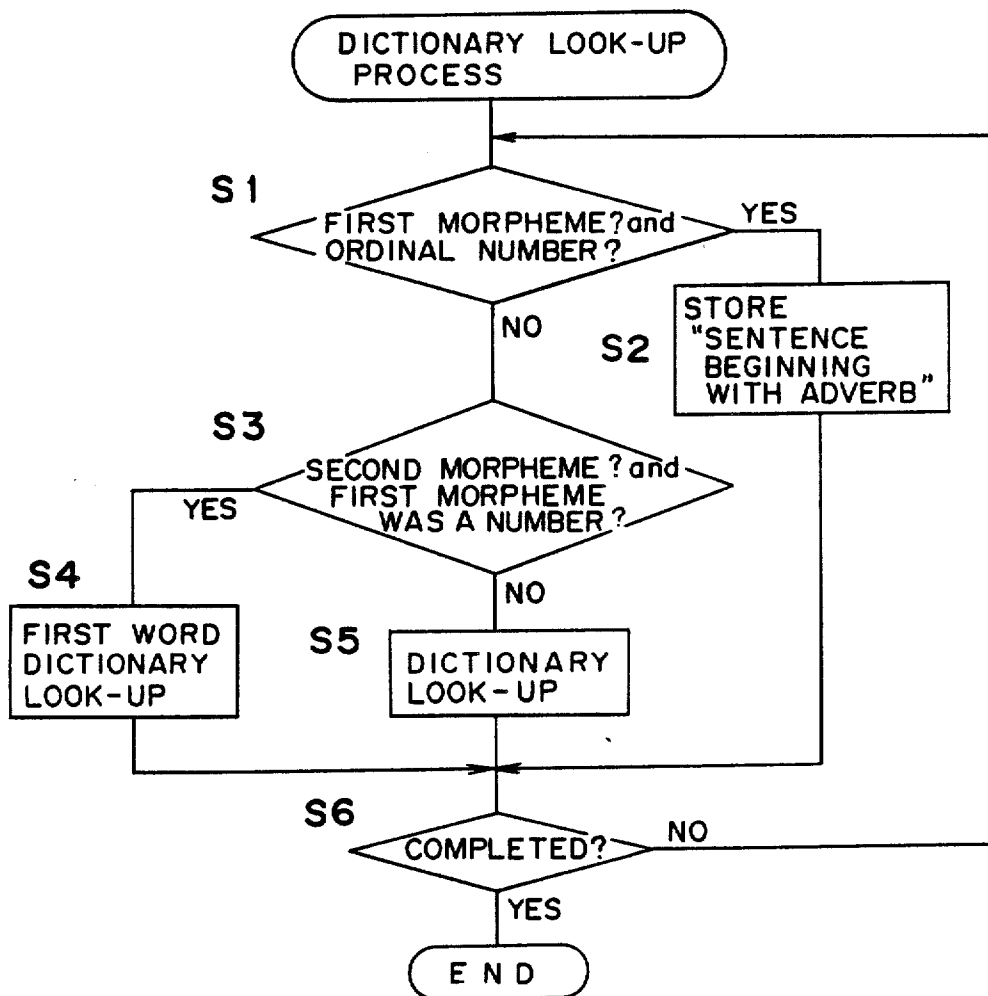 DICTIONARY LOOK-UP
PROCESS
S1
FIRST MORPHEME? and
ORDINAL NUMBER?
YES
NO
S2
STORE
"SENTENCE
BEGINNING
WITH ADVERB"
S3
SECOND MORPHEME? and
FIRST MORPHEME
WAS A NUMBER?
YES
NO
S4
FIRST WORD
DICTIONARY
LOOK-UP
S5
DICTIONARY
LOOK-UP
S6
COMPLETED?
NO
YES
END